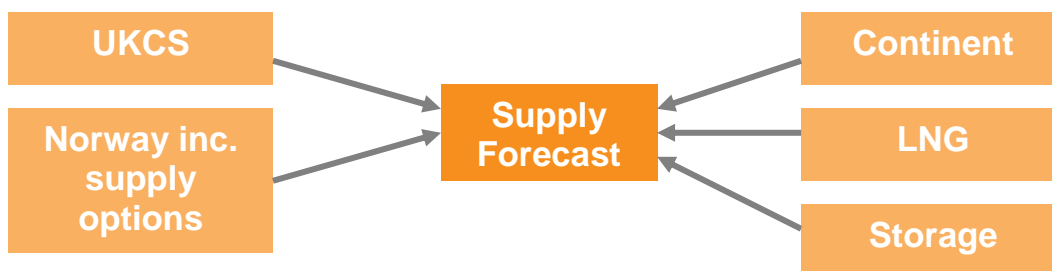 UKCS
Norway inc.
supply
options
Supply
Forecast
Continent
LNG
Storage